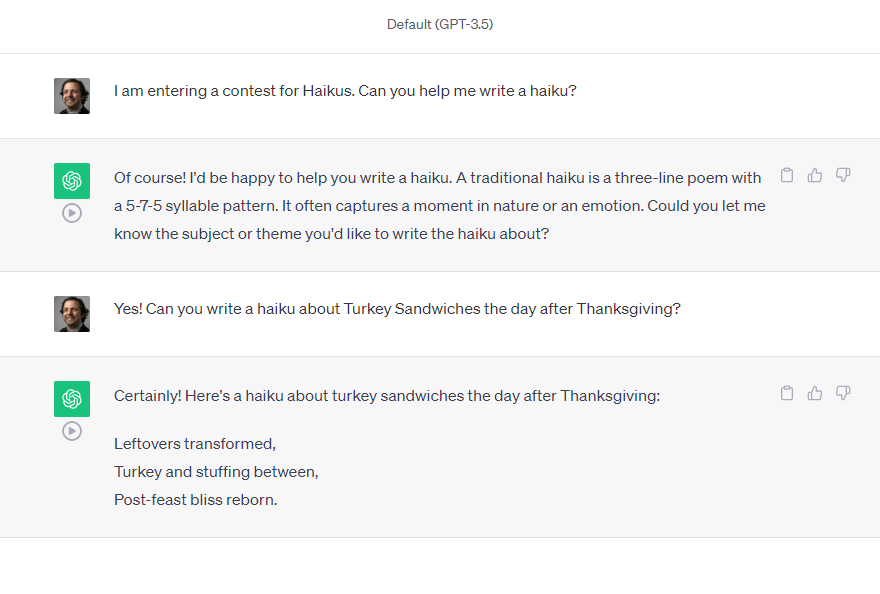 Default (GPT-3.5)
I am entering a contest for Haikus. Can you help me write a haiku?
Of course! I'd be happy to help you write a haiku. A traditional haiku is a three-line poem with
a 5-7-5 syllable pattern. It often captures a moment in nature or an emotion. Could you let me
know the subject or theme you'd like to write the haiku about?
Yes! Can you write a haiku about Turkey Sandwiches the day after Thanksgiving?
Certainly! Here's a haiku about turkey sandwiches the day after Thanksgiving:
Leftovers transformed,
Turkey and stuffing between,
Post-feast bliss reborn.